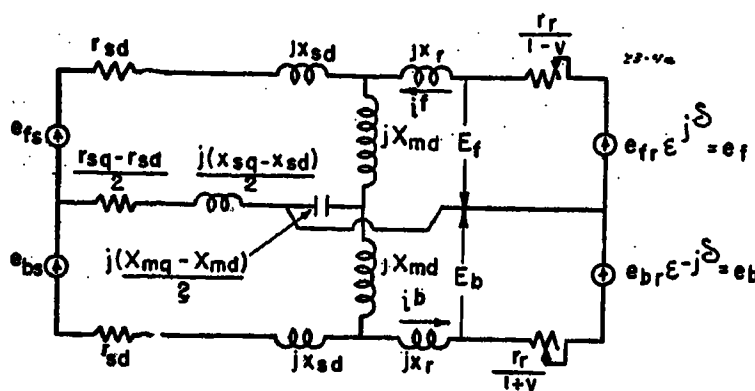 r_sd
jx_sd
jx_r
r_r
1-v
i^f
e_fs
jX_md
E_f
e_fr ε^jδ = e_f
r_sq - r_sd
2
j(x_sq - x_sd)
2
e_bs
j(X_mq - X_md)
2
jX_md
E_b
e_br ε^-jδ = e_b
i^b
r_sd
jx_sd
jx_r
r_r
1+v